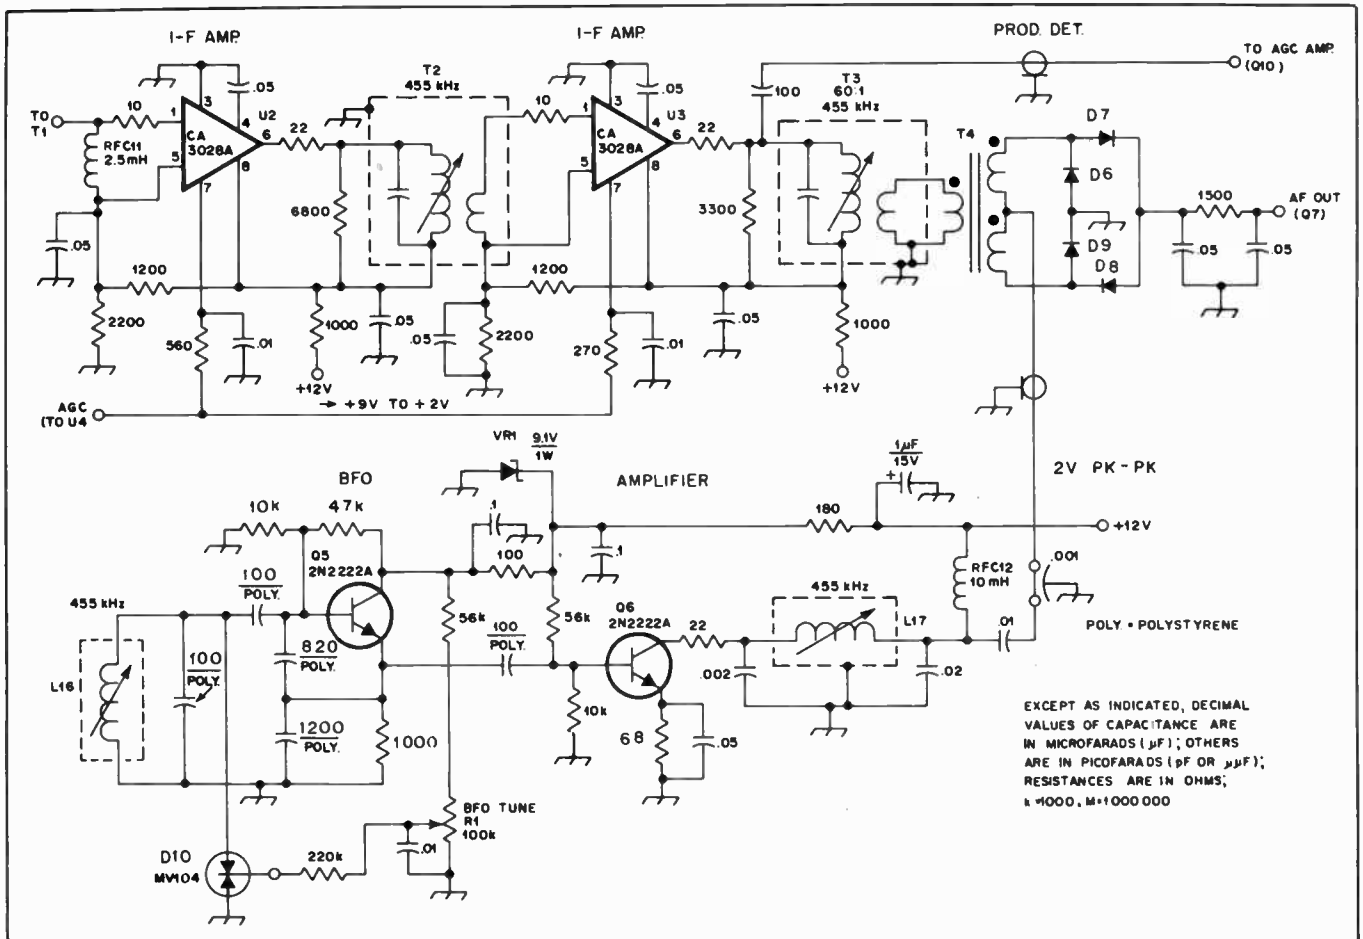 I-F AMP.
I-F AMP.
PROD. DET.
TO AGC AMP.
(Q10)
T2
455 kHz
T3
60:1
455 kHz
.05
.05
100
TO
T1
10
1
3
4
U2
6
CA
3028A
5
7
8
22
RFC11
2.5mH
10
1
3
4
U3
6
CA
3028A
5
7
8
22
T4
D7
D6
D9
D8
1500
AF OUT
(Q7)
6800
3300
.05
.05
.05
1200
1200
2200
560
.01
1000
.05
.05
2200
270
.01
.05
1000
+12V
+12V
AGC
(TO U4
→ +9V TO +2V
VR1
9.1V
1W
1µF
15V
+
2V PK-PK
BFO
AMPLIFIER
10k
47k
.1
180
+12V
Q5
2N2222A
100
.1
RFC12
10 mH
.001
100
POLY.
455 kHz
56k
56k
Q6
2N2222A
455 kHz
22
L17
.01
POLY = POLYSTYRENE
100
POLY.
820
POLY.
100
POLY.
L16
.002
.02
1200
POLY.
1000
10k
68
.05
EXCEPT AS INDICATED, DECIMAL
VALUES OF CAPACITANCE ARE
IN MICROFARADS (µF); OTHERS
ARE IN PICOFARADS (pF OR µµF);
RESISTANCES ARE IN OHMS;
k=1000, M=1000000
BFO TUNE
R1
100k
D10
MV104
220k
.01